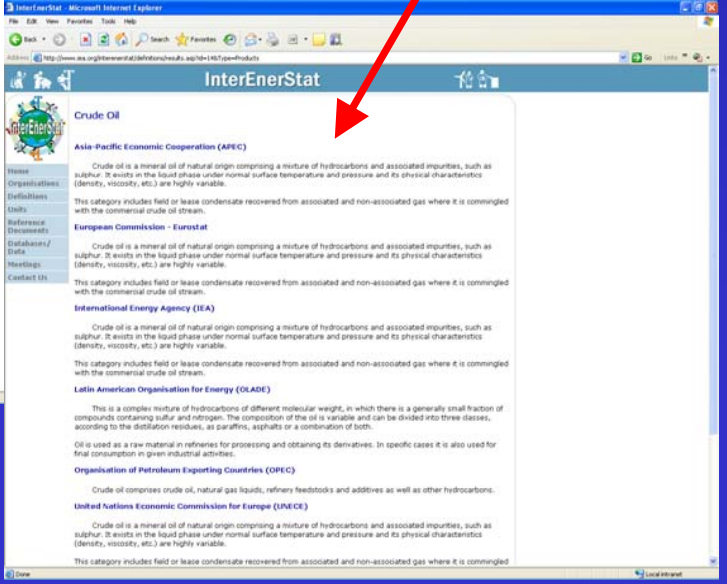 InterEnerStat - Microsoft Internet Explorer
File Edit View Favorites Tools Help
Back Search Favorites
Address http://www.iea.org/interenerstat/definitions/results.asp?id=14&Type=Products Go Links
InterEnerStat
InterEnerStat
Crude Oil
Asia-Pacific Economic Cooperation (APEC)
Crude oil is a mineral oil of natural origin comprising a mixture of hydrocarbons and associated impurities, such as
sulphur. It exists in the liquid phase under normal surface temperature and pressure and its physical characteristics
(density, viscosity, etc.) are highly variable.
This category includes field or lease condensate recovered from associated and non-associated gas where it is commingled
with the commercial crude oil stream.
European Commission - Eurostat
Crude oil is a mineral oil of natural origin comprising a mixture of hydrocarbons and associated impurities, such as
sulphur. It exists in the liquid phase under normal surface temperature and pressure and its physical characteristics
(density, viscosity, etc.) are highly variable.
This category includes field or lease condensate recovered from associated and non-associated gas where it is commingled
with the commercial crude oil stream.
International Energy Agency (IEA)
Crude oil is a mineral oil of natural origin comprising a mixture of hydrocarbons and associated impurities, such as
sulphur. It exists in the liquid phase under normal surface temperature and pressure and its physical characteristics
(density, viscosity, etc.) are highly variable.
This category includes field or lease condensate recovered from associated and non-associated gas where it is commingled
with the commercial crude oil stream.
Latin American Organisation for Energy (OLADE)
This is a complex mixture of hydrocarbons of different molecular weight, in which there is a generally small fraction of
compounds containing sulfur and nitrogen. The composition of the oil is variable and can be divided into three classes,
according to the distillation residues, as paraffins, asphalts or a combination of both.
Oil is used as a raw material in refineries for processing and obtaining its derivatives. In specific cases it is also used for
final consumption in given industrial activities.
Organisation of Petroleum Exporting Countries (OPEC)
Crude oil comprises crude oil, natural gas liquids, refinery feedstocks and additives as well as other hydrocarbons.
United Nations Economic Commission for Europe (UNECE)
Crude oil is a mineral oil of natural origin comprising a mixture of hydrocarbons and associated impurities, such as
sulphur. It exists in the liquid phase under normal surface temperature and pressure and its physical characteristics
(density, viscosity, etc.) are highly variable.
This category includes field or lease condensate recovered from associated and non-associated gas where it is commingled
Home
Organisations
Definitions
Units
Reference
Documents
Databases/
Data
Meetings
Contact Us
Done Local intranet